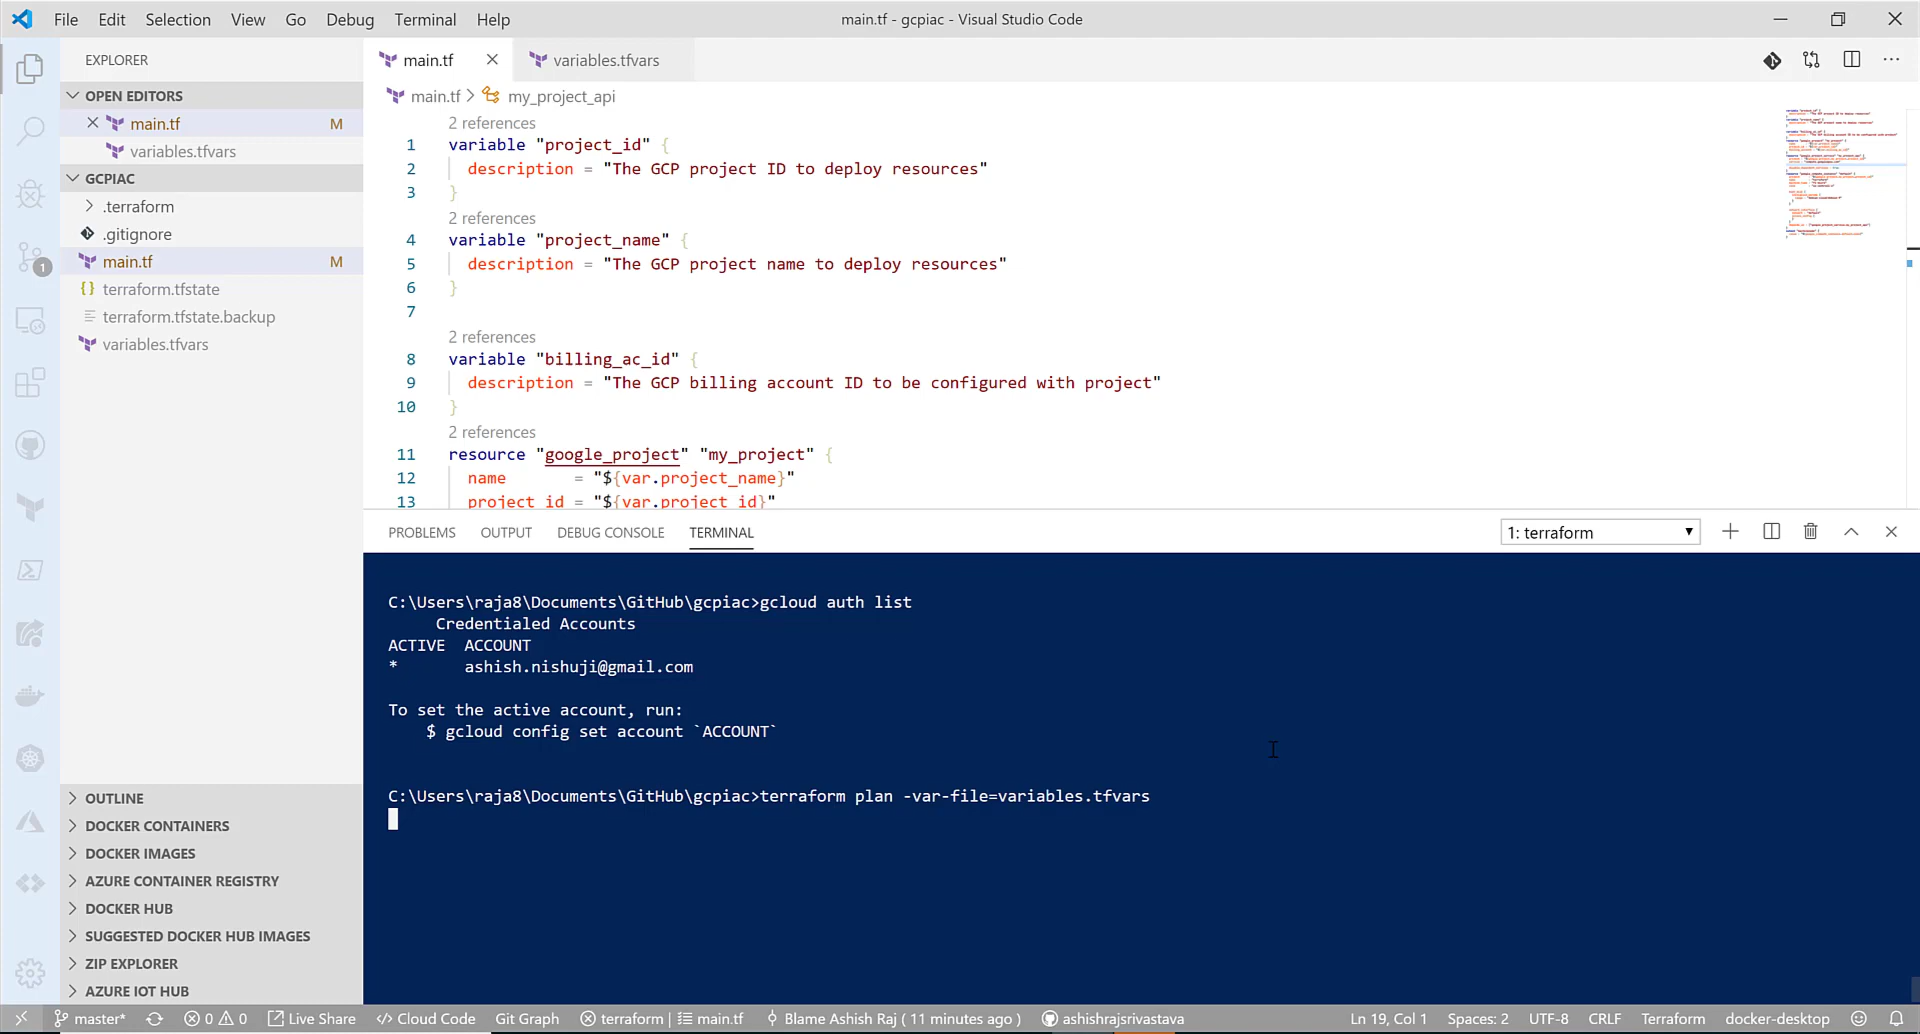 File Edit Selection View Go Debug Terminal Help
main.tf - gcpiac - Visual Studio Code
EXPLORER
OPEN EDITORS
main.tf M
variables.tfvars
GCPIAC
.terraform
.gitignore
main.tf M
terraform.tfstate
terraform.tfstate.backup
variables.tfvars
1
OUTLINE
DOCKER CONTAINERS
DOCKER IMAGES
AZURE CONTAINER REGISTRY
DOCKER HUB
SUGGESTED DOCKER HUB IMAGES
ZIP EXPLORER
AZURE IOT HUB
main.tf variables.tfvars
main.tf > my_project_api
2 references
1 variable "project_id" {
2 description = "The GCP project ID to deploy resources"
3 }
2 references
4 variable "project_name" {
5 description = "The GCP project name to deploy resources"
6 }
7
2 references
8 variable "billing_ac_id" {
9 description = "The GCP billing account ID to be configured with project"
10 }
2 references
11 resource "google_project" "my_project" {
12 name = "${var.project_name}"
13 project_id = "${var.project_id}"
PROBLEMS OUTPUT DEBUG CONSOLE TERMINAL 1: terraform
C:\Users\raja8\Documents\GitHub\gcpiac>gcloud auth list
Credentialed Accounts
ACTIVE ACCOUNT
* ashish.nishuji@gmail.com
To set the active account, run:
$ gcloud config set account `ACCOUNT`
C:\Users\raja8\Documents\GitHub\gcpiac>terraform plan -var-file=variables.tfvars
master* 0 0 Live Share </> Cloud Code Git Graph terraform | main.tf Blame Ashish Raj ( 11 minutes ago ) ashishrajsrivastava Ln 19, Col 1 Spaces: 2 UTF-8 CRLF Terraform docker-desktop